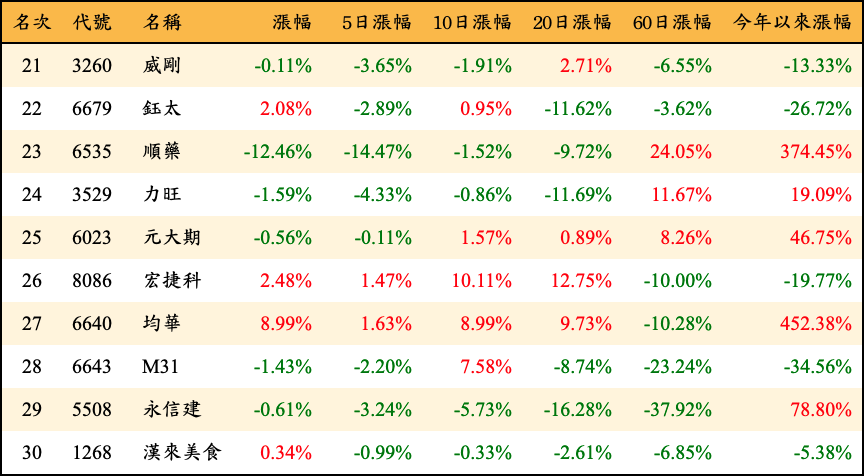 名次 代號 名稱 漲幅 5日漲幅 10日漲幅 20日漲幅 60日漲幅 今年以來漲幅
21 3260 威剛 -0.11% -3.65% -1.91% 2.71% -6.55% -13.33%
22 6679 鈺太 2.08% -2.89% 0.95% -11.62% -3.62% -26.72%
23 6535 順藥 -12.46% -14.47% -1.52% -9.72% 24.05% 374.45%
24 3529 力旺 -1.59% -4.33% -0.86% -11.69% 11.67% 19.09%
25 6023 元大期 -0.56% -0.11% 1.57% 0.89% 8.26% 46.75%
26 8086 宏捷科 2.48% 1.47% 10.11% 12.75% -10.00% -19.77%
27 6640 均華 8.99% 1.63% 8.99% 9.73% -10.28% 452.38%
28 6643 M31 -1.43% -2.20% 7.58% -8.74% -23.24% -34.56%
29 5508 永信建 -0.61% -3.24% -5.73% -16.28% -37.92% 78.80%
30 1268 漢來美食 0.34% -0.99% -0.33% -2.61% -6.85% -5.38%